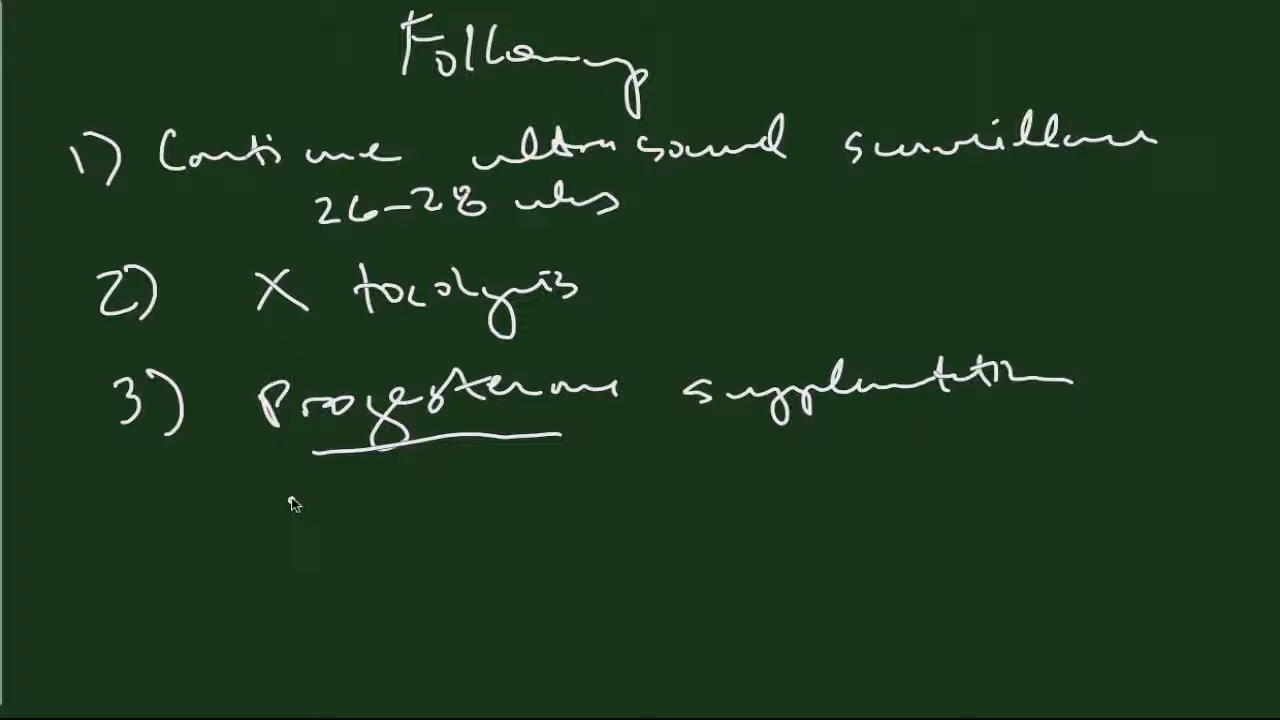 Following
1) Continue ultrasound surveillance
26-28 wks
2) X tocolysis
3) Progesterone supplementation